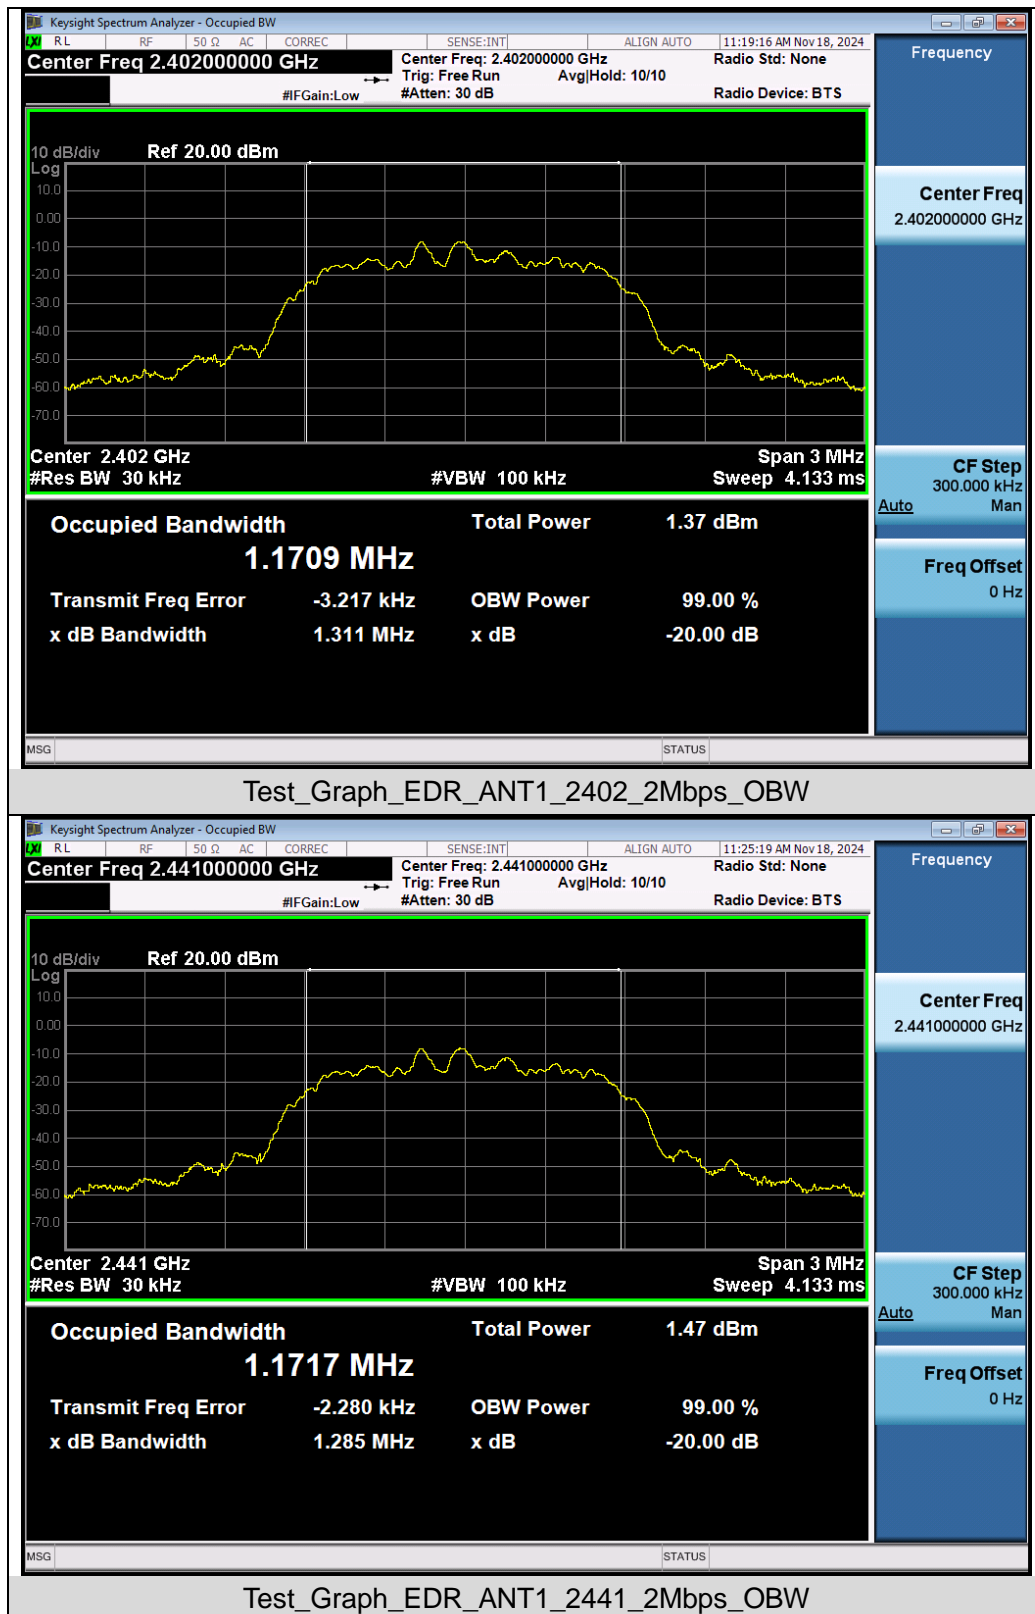 Keysight Spectrum Analyzer - Occupied BW
LXI RL RF 50 Ω AC CORREC SENSE:INT ALIGN AUTO 11:19:16 AM Nov 18, 2024
Center Freq 2.402000000 GHz Center Freq: 2.402000000 GHz Radio Std: None Frequency
Trig: Free Run Avg|Hold: 10/10
#IFGain:Low #Atten: 30 dB Radio Device: BTS
10 dB/div Ref 20.00 dBm
Log
10.0
0.00
-10.0
-20.0
-30.0
-40.0
-50.0
-60.0
-70.0
Center Freq
2.402000000 GHz
Center 2.402 GHz Span 3 MHz
#Res BW 30 kHz #VBW 100 kHz Sweep 4.133 ms
CF Step
300.000 kHz
Auto Man
Occupied Bandwidth Total Power 1.37 dBm
1.1709 MHz
Freq Offset
0 Hz
Transmit Freq Error -3.217 kHz OBW Power 99.00 %
x dB Bandwidth 1.311 MHz x dB -20.00 dB
MSG STATUS
Test_Graph_EDR_ANT1_2402_2Mbps_OBW
Keysight Spectrum Analyzer - Occupied BW
LXI RL RF 50 Ω AC CORREC SENSE:INT ALIGN AUTO 11:25:19 AM Nov 18, 2024
Center Freq 2.441000000 GHz Center Freq: 2.441000000 GHz Radio Std: None Frequency
Trig: Free Run Avg|Hold: 10/10
#IFGain:Low #Atten: 30 dB Radio Device: BTS
10 dB/div Ref 20.00 dBm
Log
10.0
0.00
-10.0
-20.0
-30.0
-40.0
-50.0
-60.0
-70.0
Center Freq
2.441000000 GHz
Center 2.441 GHz Span 3 MHz
#Res BW 30 kHz #VBW 100 kHz Sweep 4.133 ms
CF Step
300.000 kHz
Auto Man
Occupied Bandwidth Total Power 1.47 dBm
1.1717 MHz
Freq Offset
0 Hz
Transmit Freq Error -2.280 kHz OBW Power 99.00 %
x dB Bandwidth 1.285 MHz x dB -20.00 dB
MSG STATUS
Test_Graph_EDR_ANT1_2441_2Mbps_OBW